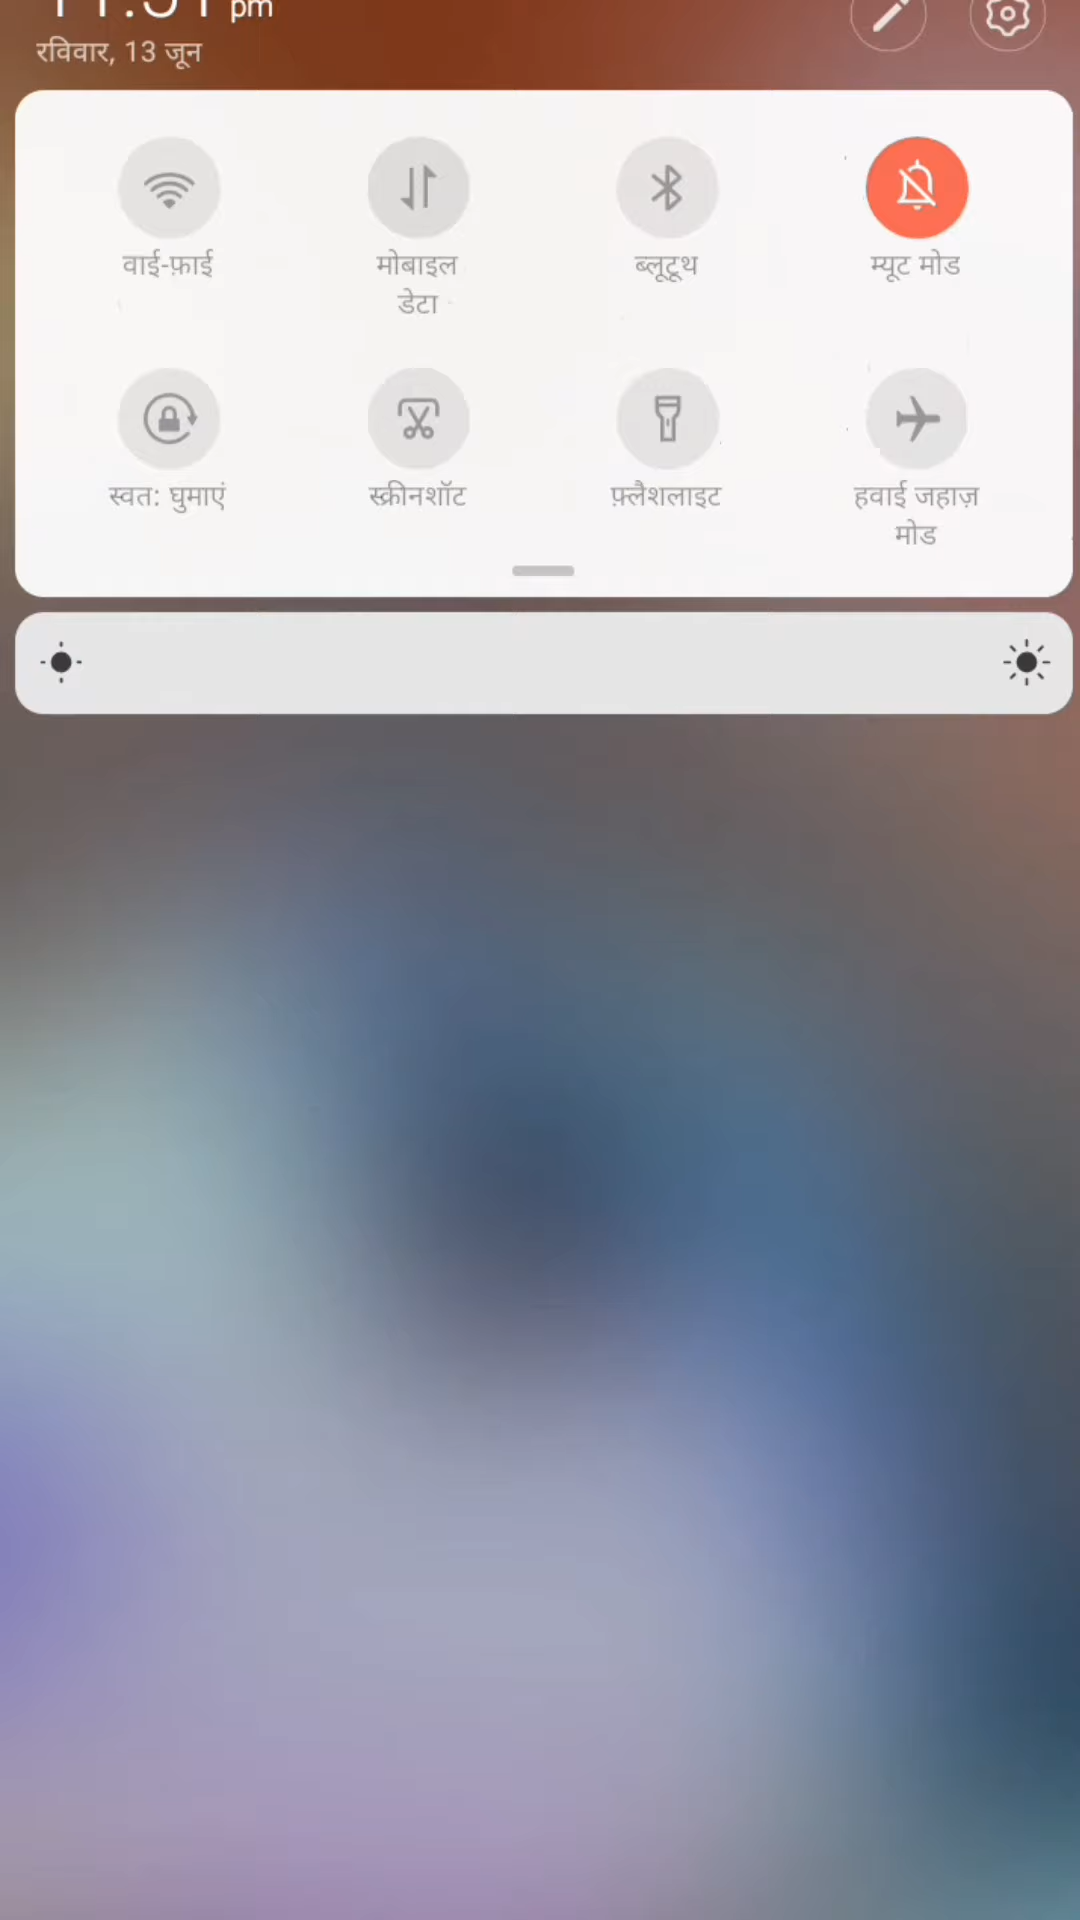 pm
रविवार, 13 जून
वाई-फ़ाई
मोबाइल
डेटा
ब्लूटूथ
म्यूट मोड
स्वत: घुमाएं
स्क्रीनशॉट
फ़्लैशलाइट
हवाई जहाज़
मोड